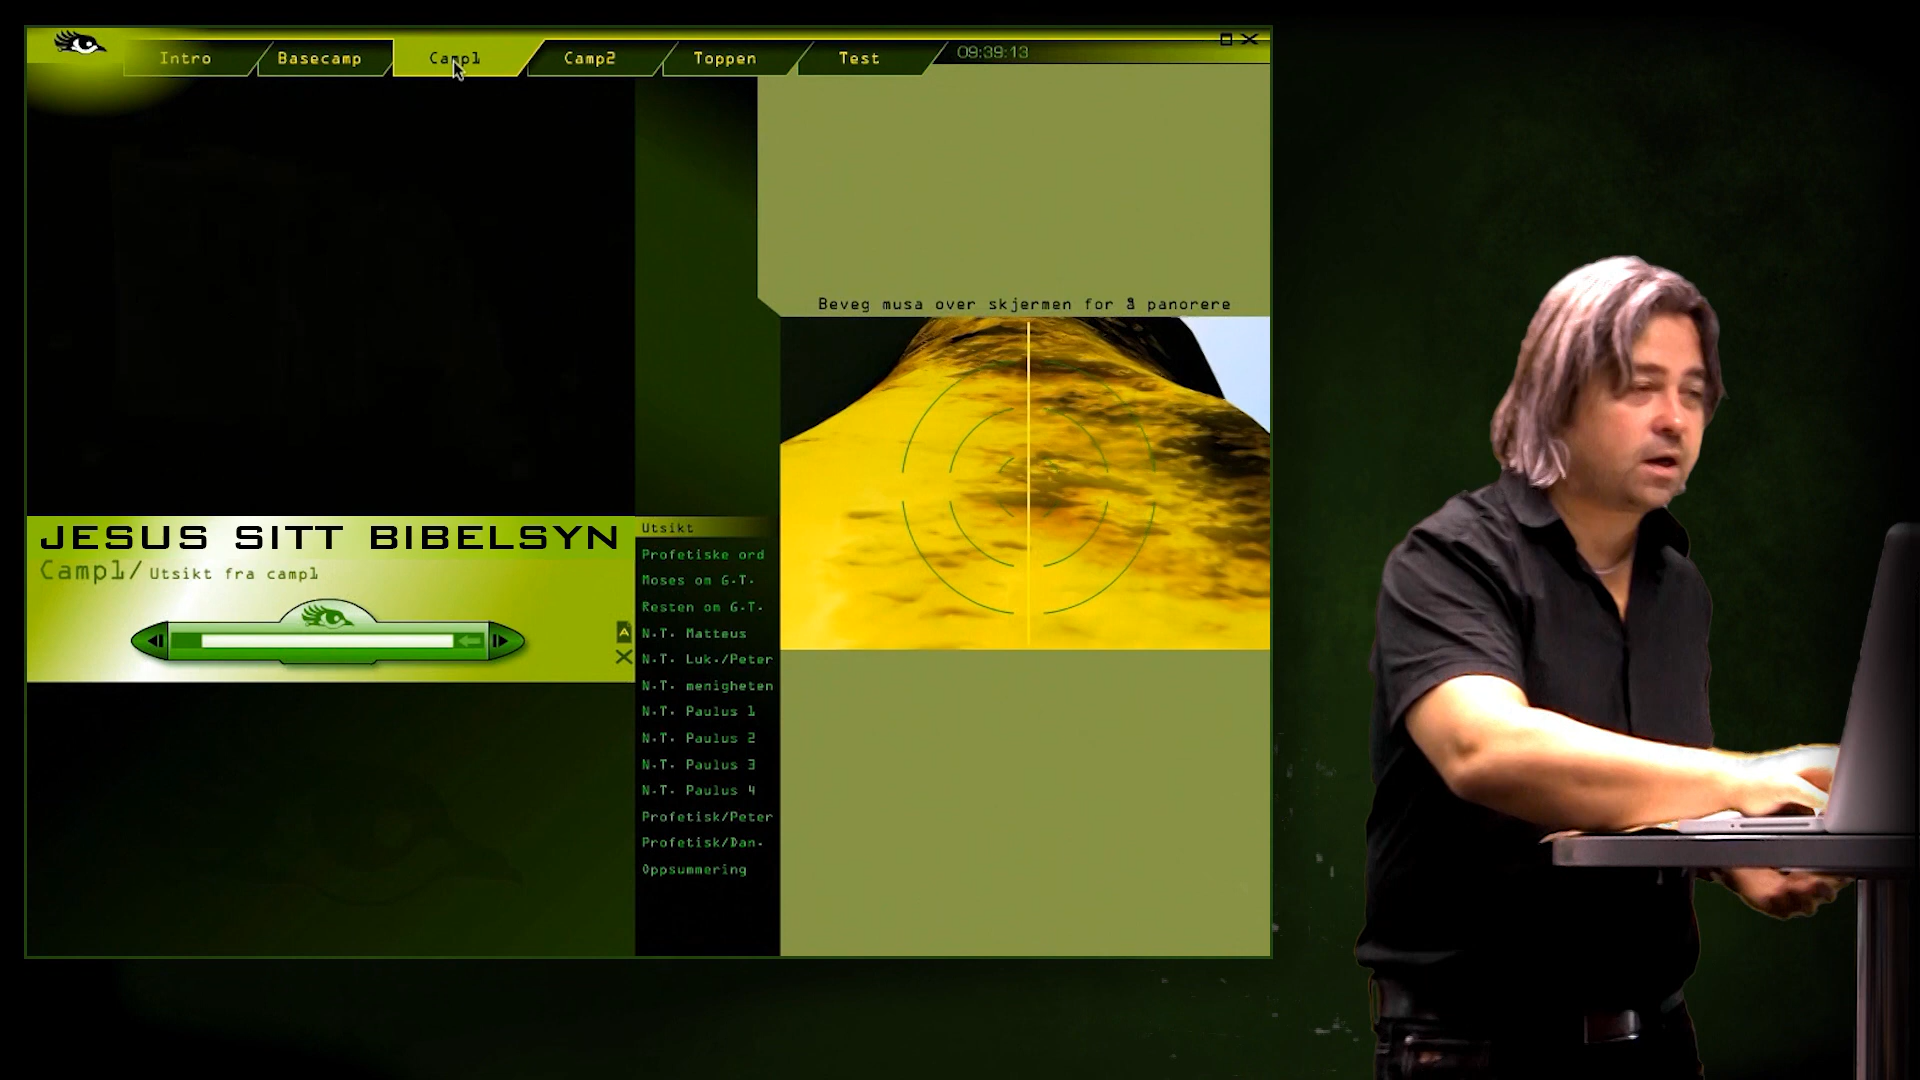 Intro
Basecamp
Camp1
Camp2
Toppen
Test
09:39:13
Beveg musa over skjermen for å panorere
JESUS SITT BIBELSYN
Camp1/Utsikt fra camp1
A
Utsikt
Profetiske ord
Moses om G.T.
Resten om G.T.
N.T. Matteus
N.T. Luk./Peter
N.T. menigheten
N.T. Paulus 1
N.T. Paulus 2
N.T. Paulus 3
N.T. Paulus 4
Profetisk/Peter
Profetisk/Dan.
Oppsummering